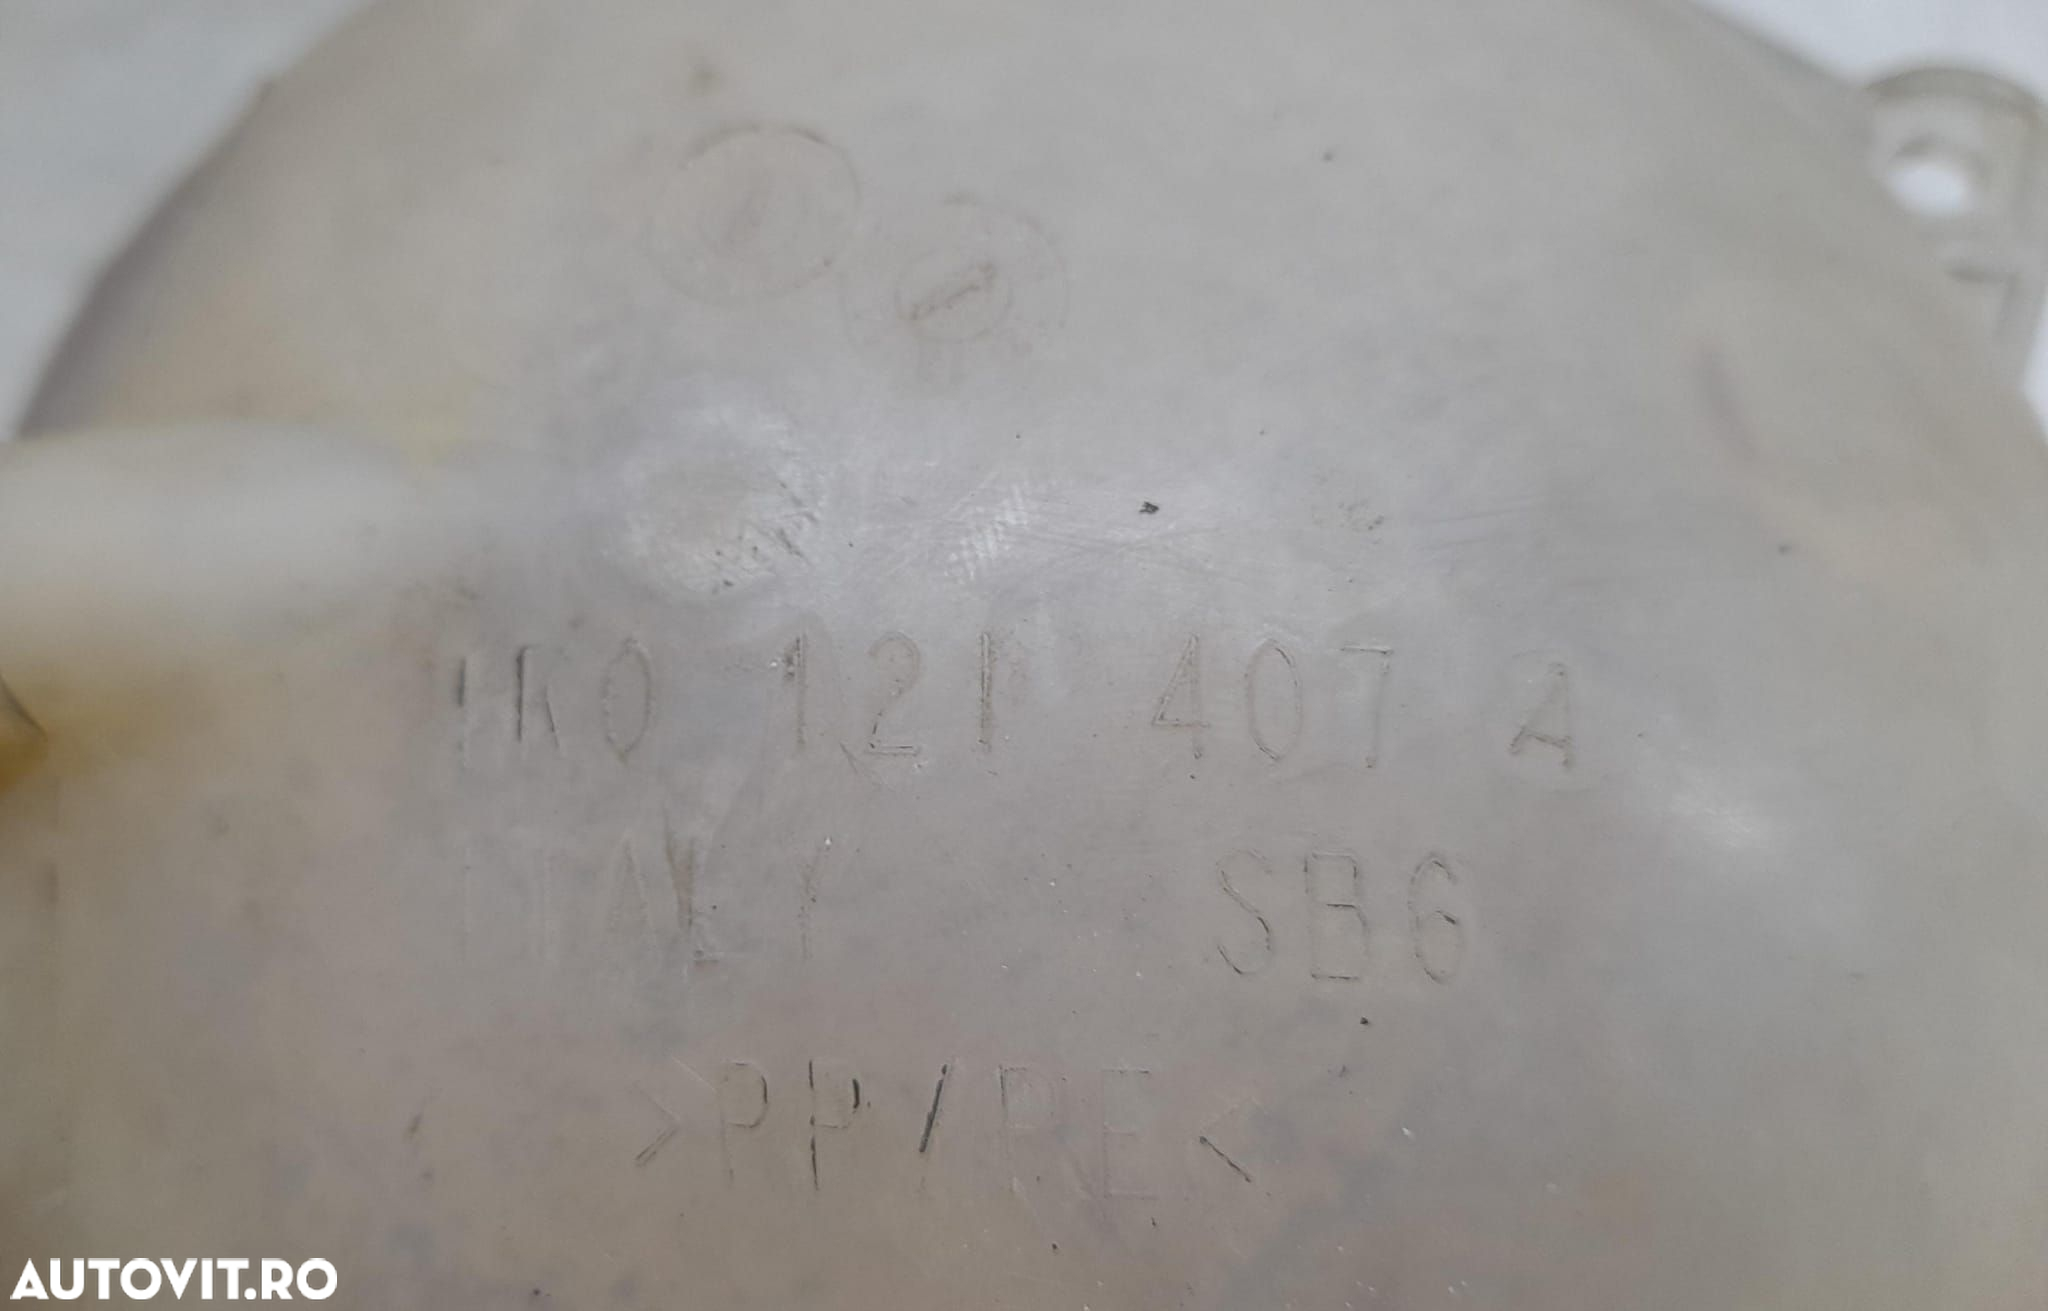 1K0 121 407 A
ITALY SB6
>PP/PE<
AUTOVIT.RO